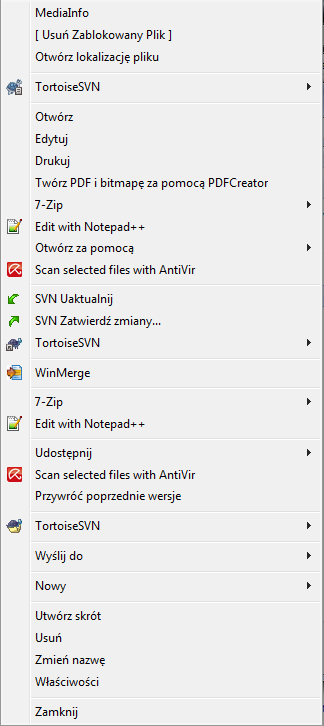 MediaInfo
[ Usuń Zablokowany Plik ]
Otwórz lokalizację pliku
TortoiseSVN
Otwórz
Edytuj
Drukuj
Twórz PDF i bitmapę za pomocą PDFCreator
7-Zip
Edit with Notepad++
Otwórz za pomocą
Scan selected files with AntiVir
SVN Uaktualnij
SVN Zatwierdź zmiany...
TortoiseSVN
WinMerge
7-Zip
Edit with Notepad++
Udostępnij
Scan selected files with AntiVir
Przywróć poprzednie wersje
TortoiseSVN
Wyślij do
Nowy
Utwórz skrót
Usuń
Zmień nazwę
Właściwości
Zamknij